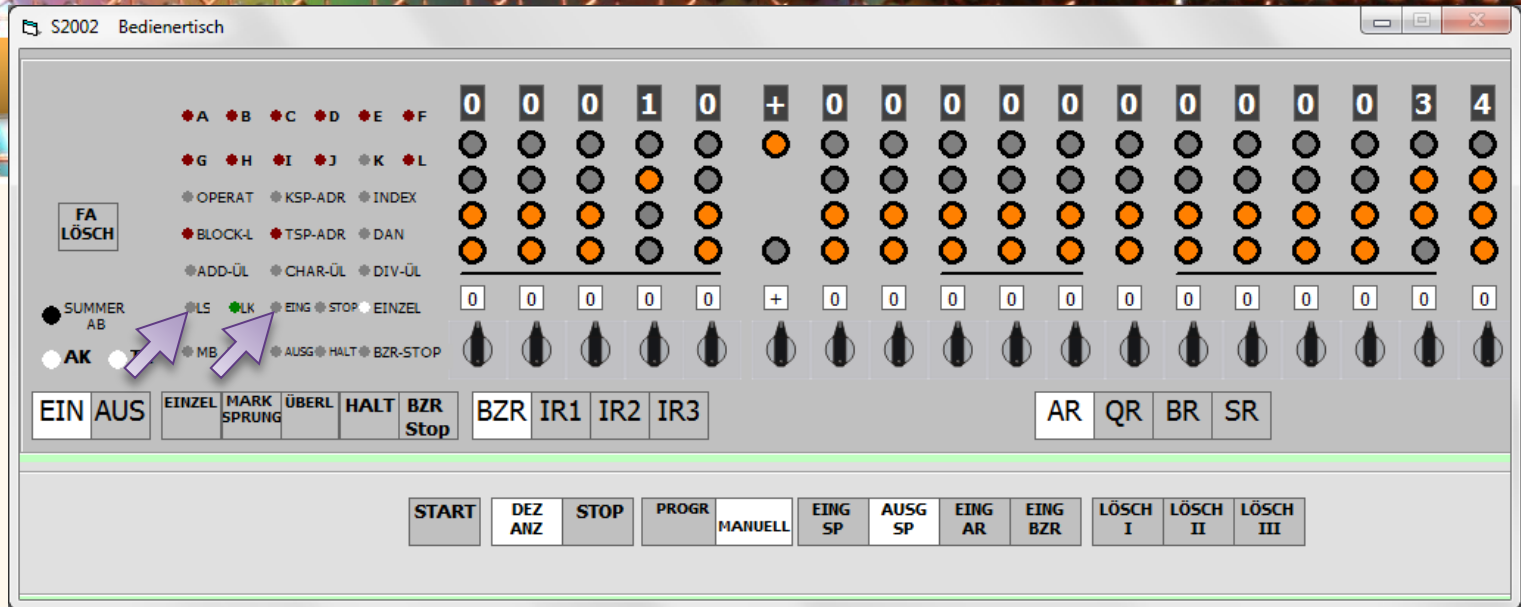 S2002 Bedienertisch
0 0 0 1 0 + 0 0 0 0 0 0 0 0 0 0 3 4
A B C D E F
G H I J K L
OPERAT KSP-ADR INDEX
FA
LÖSCH
BLOCK-L TSP-ADR DAN
ADD-ÜL CHAR-ÜL DIV-ÜL
0 0 0 0 0 + 0 0 0 0 0 0 0 0 0 0 0 0
SUMMER
AB
LS LK EING STOP EINZEL
AK MB AUSG HALT BZR-STOP
EIN AUS EINZEL MARK
SPRUNG ÜBERL HALT BZR
Stop BZR IR1 IR2 IR3 AR QR BR SR
START DEZ
ANZ STOP PROGR MANUELL EING
SP AUSG
SP EING
AR EING
BZR LÖSCH
I LÖSCH
II LÖSCH
III